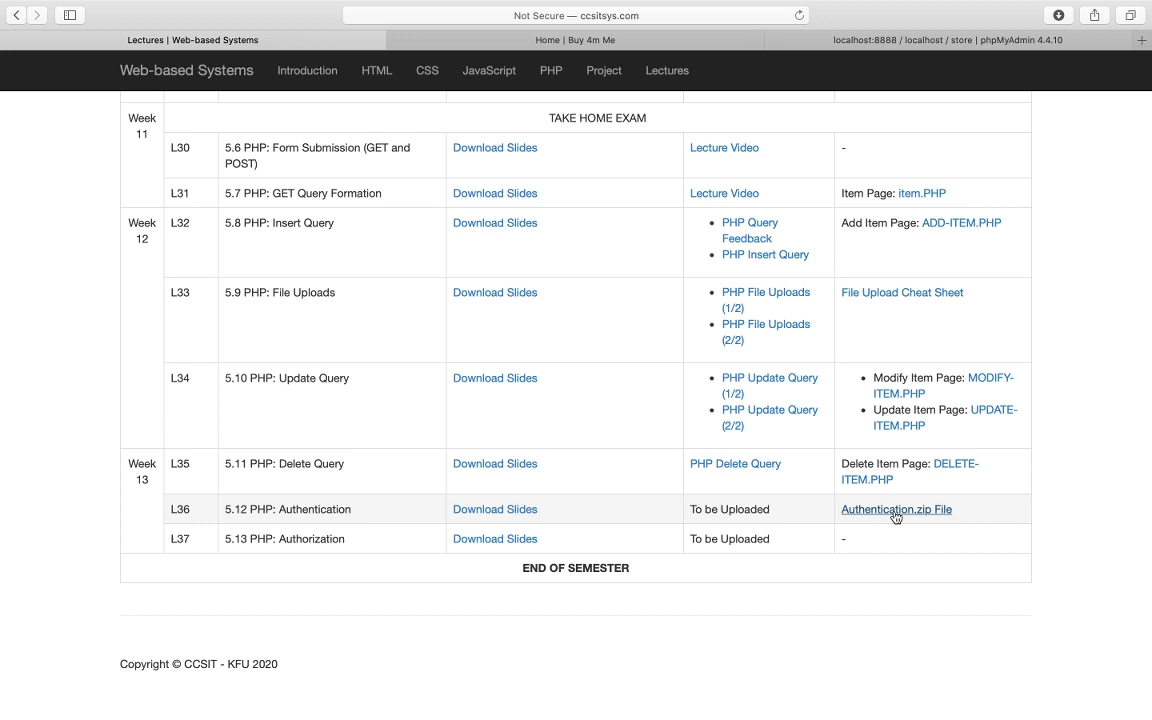 Not Secure — ccsitsys.com
Lectures | Web-based Systems
Home | Buy 4m Me
localhost:8888 / localhost / store | phpMyAdmin 4.4.10
Web-based Systems
Introduction
HTML
CSS
JavaScript
PHP
Project
Lectures
Week
11
TAKE HOME EXAM
L30
5.6 PHP: Form Submission (GET and
POST)
Download Slides
Lecture Video
-
L31
5.7 PHP: GET Query Formation
Download Slides
Lecture Video
Item Page: item.PHP
Week
12
L32
5.8 PHP: Insert Query
Download Slides
• PHP Query
Feedback
• PHP Insert Query
Add Item Page: ADD-ITEM.PHP
L33
5.9 PHP: File Uploads
Download Slides
• PHP File Uploads
(1/2)
• PHP File Uploads
(2/2)
File Upload Cheat Sheet
L34
5.10 PHP: Update Query
Download Slides
• PHP Update Query
(1/2)
• PHP Update Query
(2/2)
• Modify Item Page: MODIFY-
ITEM.PHP
• Update Item Page: UPDATE-
ITEM.PHP
Week
13
L35
5.11 PHP: Delete Query
Download Slides
PHP Delete Query
Delete Item Page: DELETE-
ITEM.PHP
L36
5.12 PHP: Authentication
Download Slides
To be Uploaded
Authentication.zip File
L37
5.13 PHP: Authorization
Download Slides
To be Uploaded
-
END OF SEMESTER
Copyright © CCSIT - KFU 2020